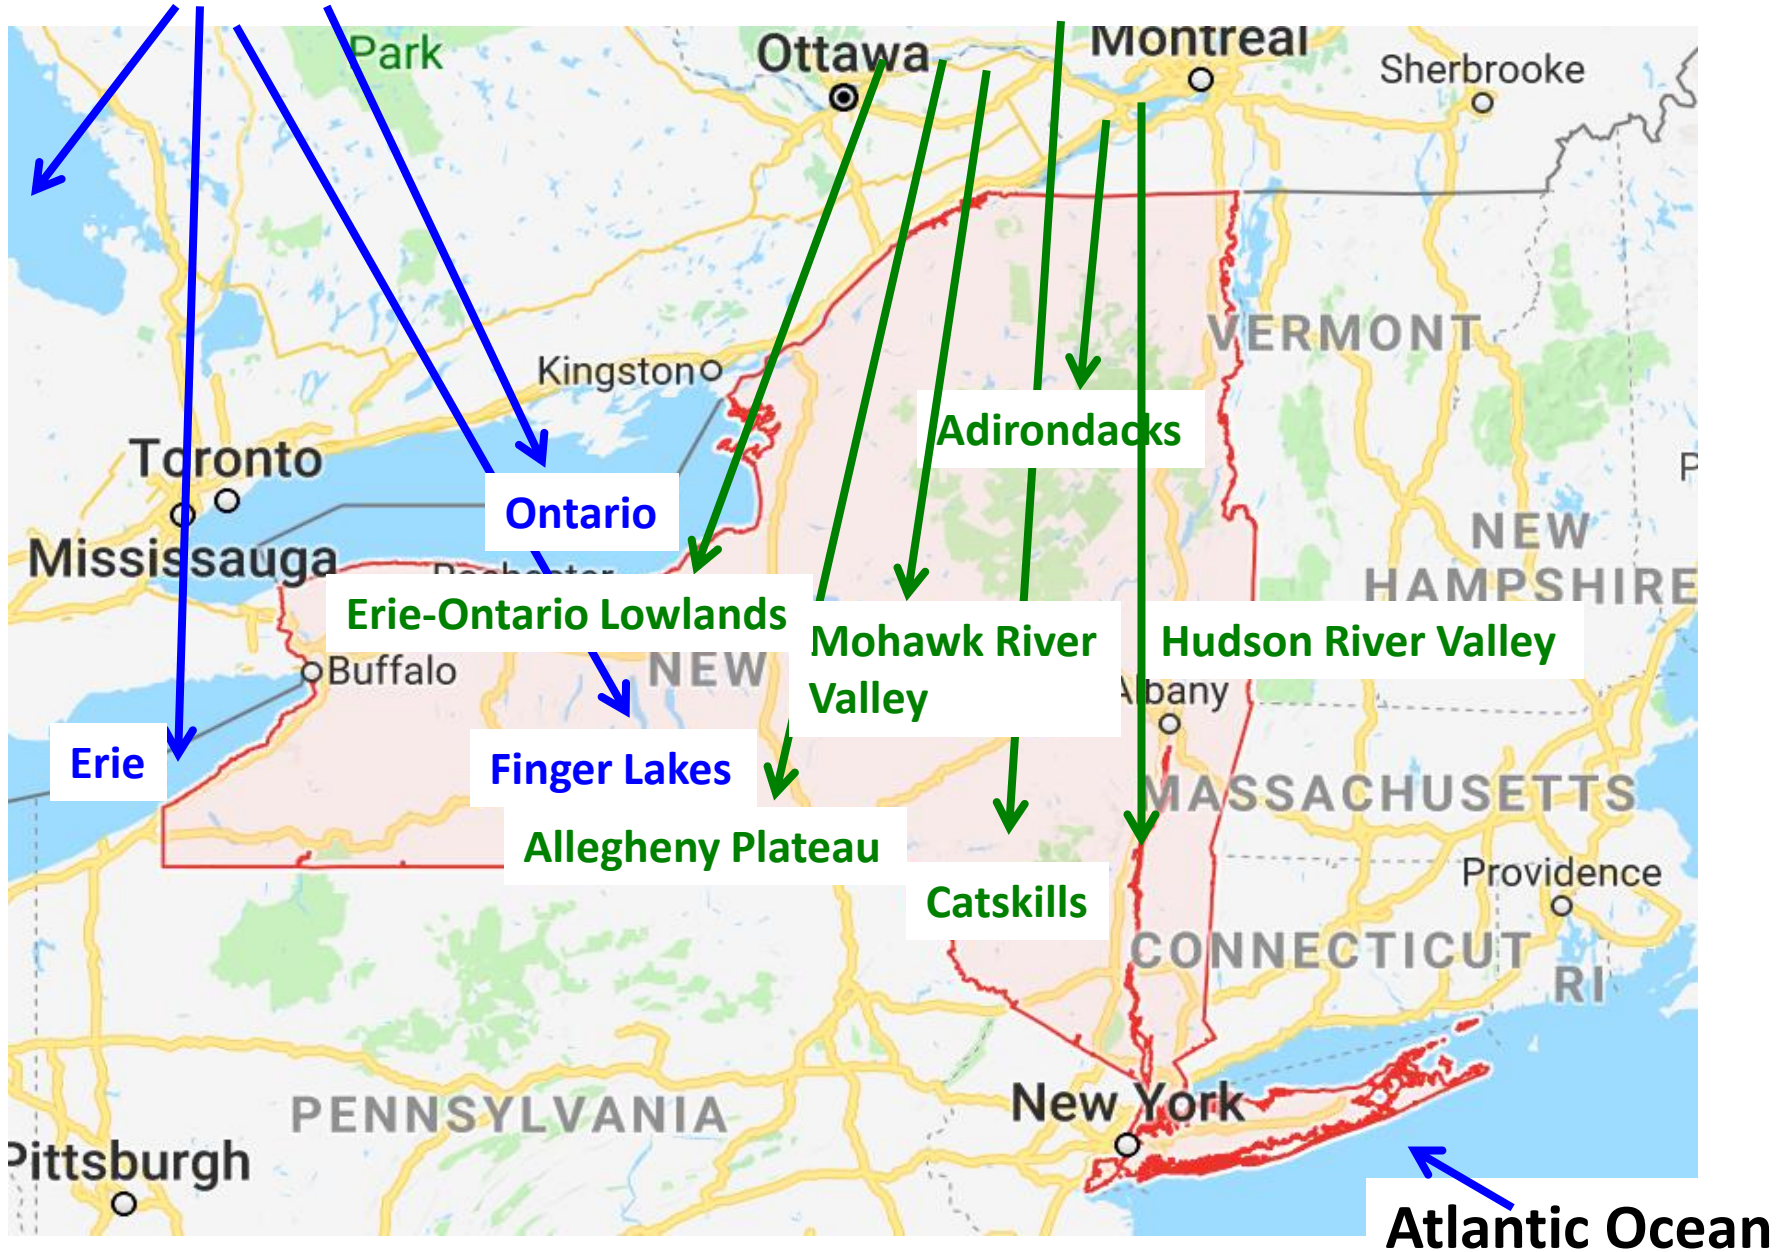 Park
Ottawa
Montreal
Sherbrooke
VERMONT
Kingston
Adirondacks
Toronto
Ontario
NEW
HAMPSHIRE
Mississauga
Rochester
Erie-Ontario Lowlands
Mohawk River
Valley
Hudson River Valley
Buffalo
NEW
Albany
Erie
Finger Lakes
MASSACHUSETTS
Allegheny Plateau
Providence
Catskills
CONNECTICUT
RI
New York
PENNSYLVANIA
Pittsburgh
Atlantic Ocean